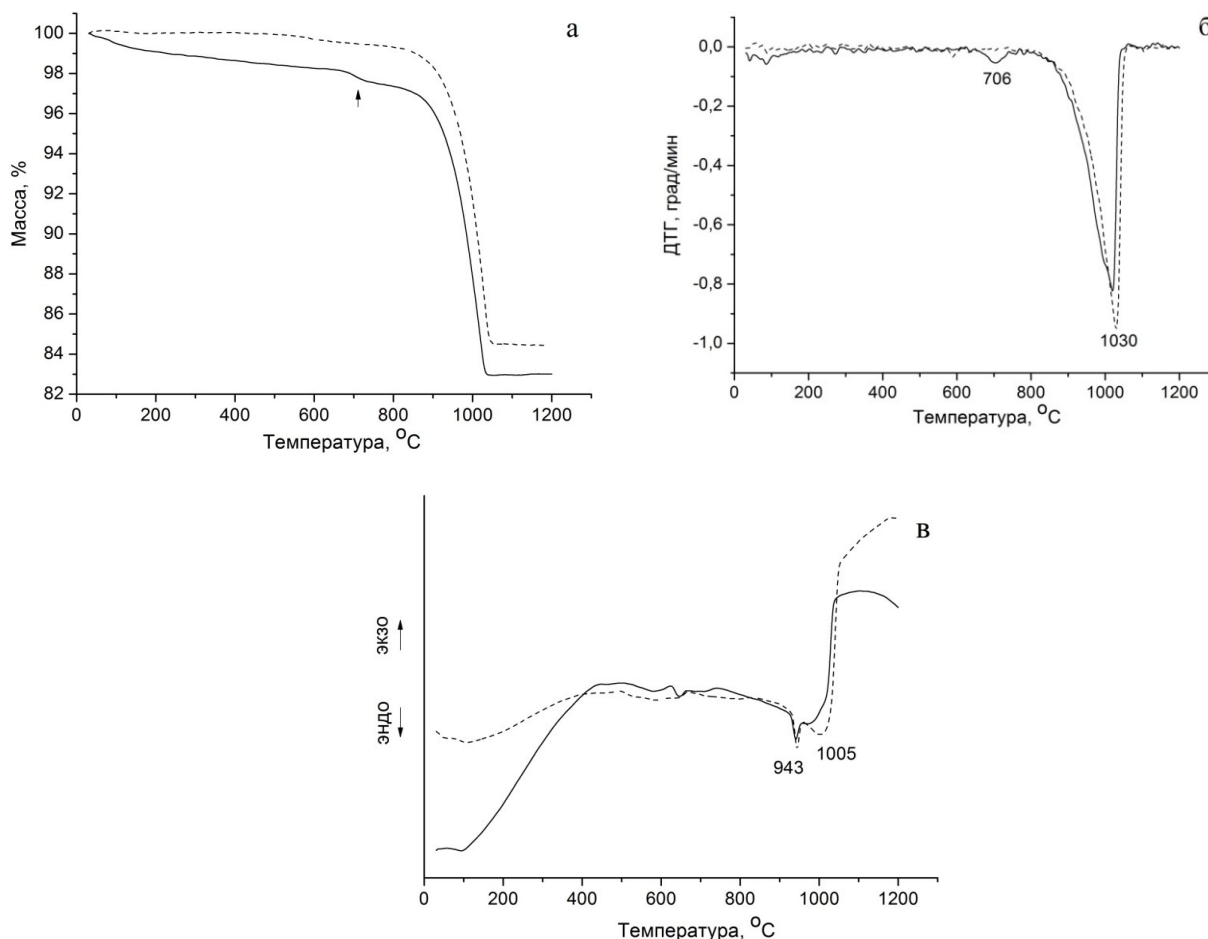 а
100
98
96
94
92
90
88
86
84
82
Масса, %
0 200 400 600 800 1000 1200
Температура, °C
б
0,0
-0,2
-0,4
-0,6
-0,8
-1,0
ДТГ, град/мин
706
1030
0 200 400 600 800 1000 1200
Температура, °C
в
экзо
эндо
943
1005
0 200 400 600 800 1000 1200
Температура, °C